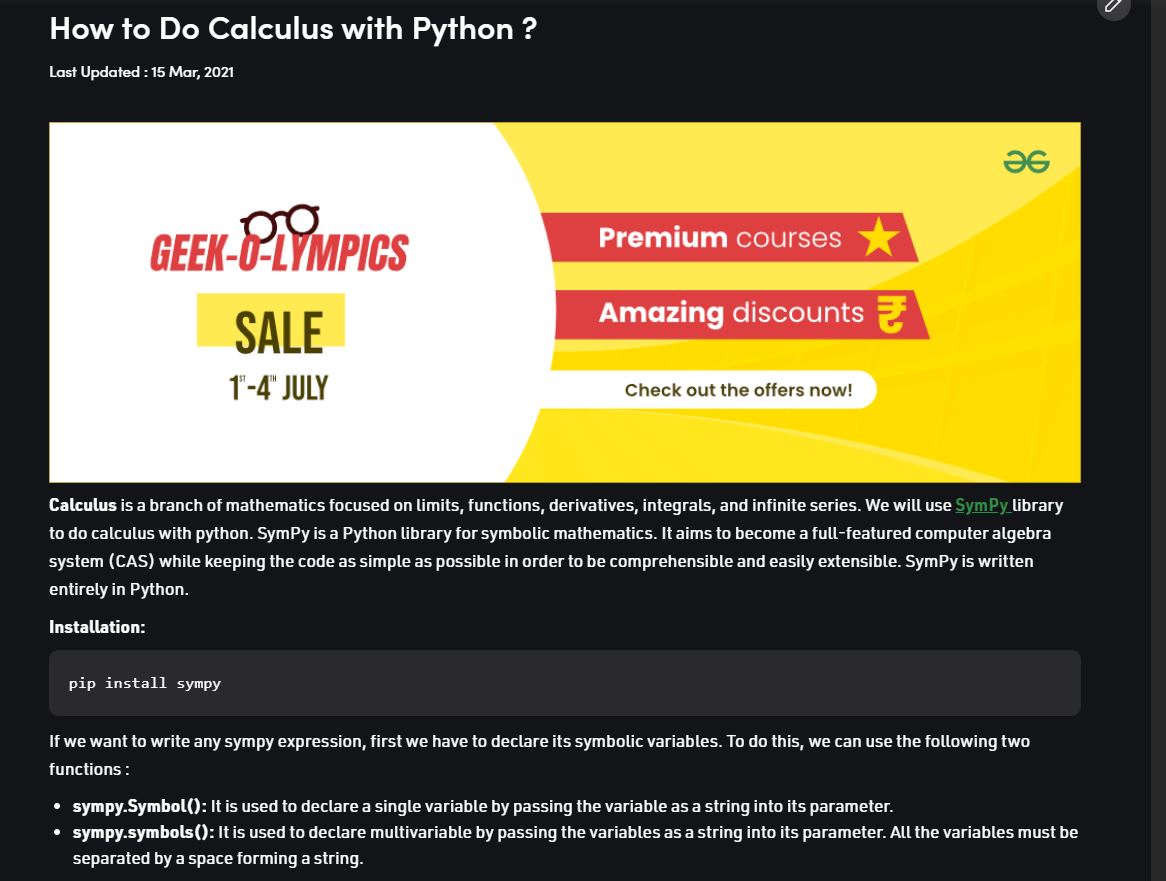 How to Do Calculus with Python ?
Last Updated : 15 Mar, 2021
GEEK-O-LYMPICS
SALE
1ST-4TH JULY
Premium courses
Amazing discounts ₹
Check out the offers now!
Calculus is a branch of mathematics focused on limits, functions, derivatives, integrals, and infinite series. We will use SymPy library
to do calculus with python. SymPy is a Python library for symbolic mathematics. It aims to become a full-featured computer algebra
system (CAS) while keeping the code as simple as possible in order to be comprehensible and easily extensible. SymPy is written
entirely in Python.
Installation:
pip install sympy
If we want to write any sympy expression, first we have to declare its symbolic variables. To do this, we can use the following two
functions :
• sympy.Symbol(): It is used to declare a single variable by passing the variable as a string into its parameter.
• sympy.symbols(): It is used to declare multivariable by passing the variables as a string into its parameter. All the variables must be
separated by a space forming a string.